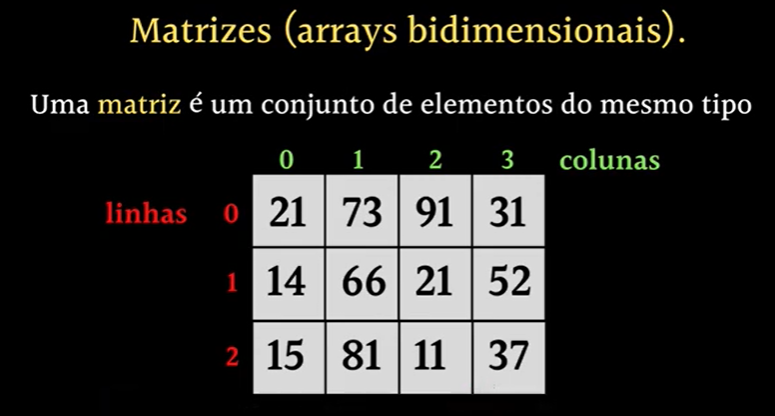 Matrizes (arrays bidimensionais).
Uma matriz é um conjunto de elementos do mesmo tipo
0 1 2 3 colunas
linhas 0 21 73 91 31
1 14 66 21 52
2 15 81 11 37